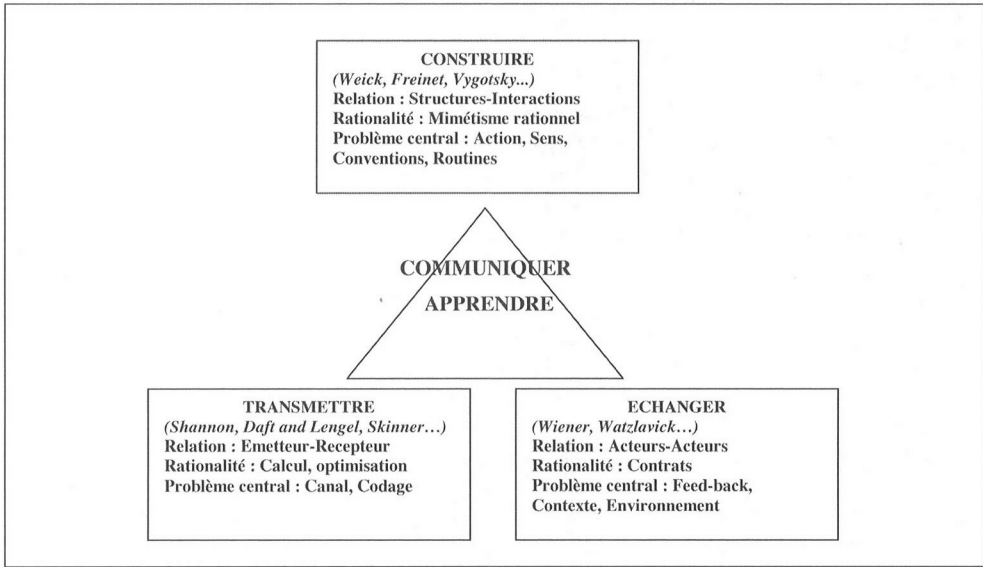 CONSTRUIRE
(Weick, Freinet, Vygotsky...)
Relation : Structures-Interactions
Rationalité : Mimétisme rationnel
Problème central : Action, Sens,
Conventions, Routines
COMMUNIQUER
APPRENDRE
TRANSMETTRE
(Shannon, Daft and Lengel, Skinner…)
Relation : Emetteur-Recepteur
Rationalité : Calcul, optimisation
Problème central : Canal, Codage
ECHANGER
(Wiener, Watzlavick…)
Relation : Acteurs-Acteurs
Rationalité : Contrats
Problème central : Feed-back,
Contexte, Environnement